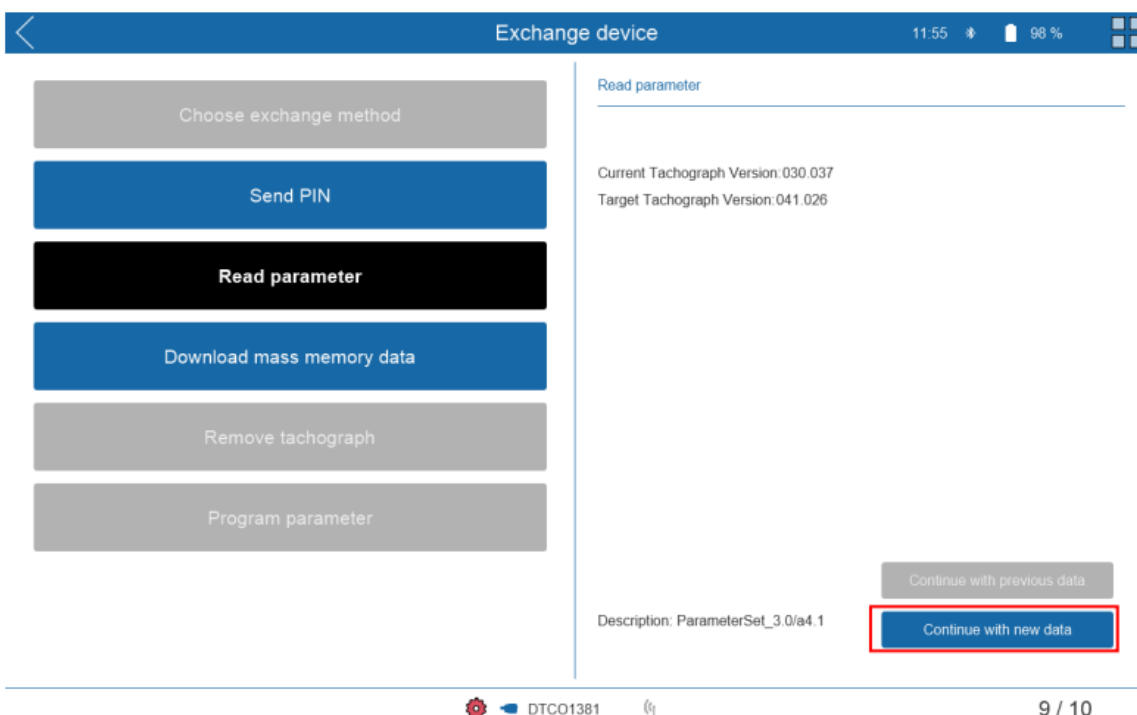 Exchange device
11:55
98 %
Choose exchange method
Send PIN
Read parameter
Download mass memory data
Remove tachograph
Program parameter
Read parameter
Current Tachograph Version:030.037
Target Tachograph Version:041.026
Continue with previous data
Description: ParameterSet_3.0/a4.1
Continue with new data
DTCO1381
9 / 10